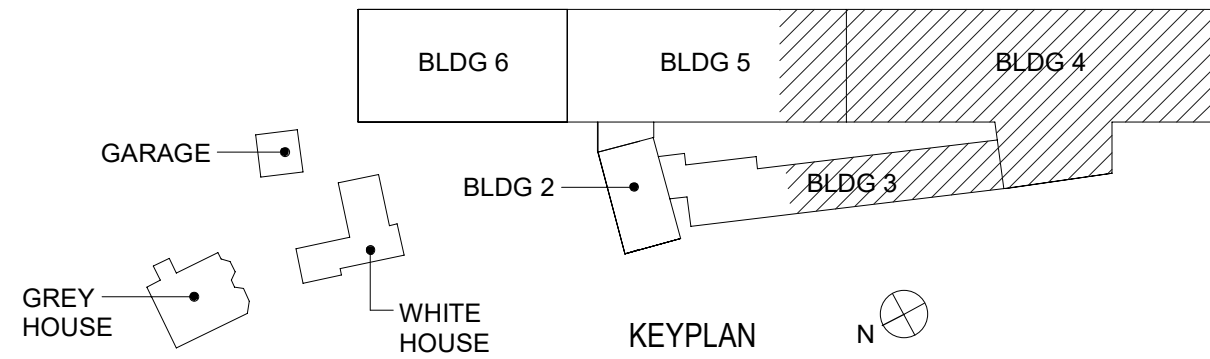 BLDG 6
BLDG 5
BLDG 4
GARAGE
BLDG 2
BLDG 3
GREY
HOUSE
WHITE
HOUSE
KEYPLAN
N